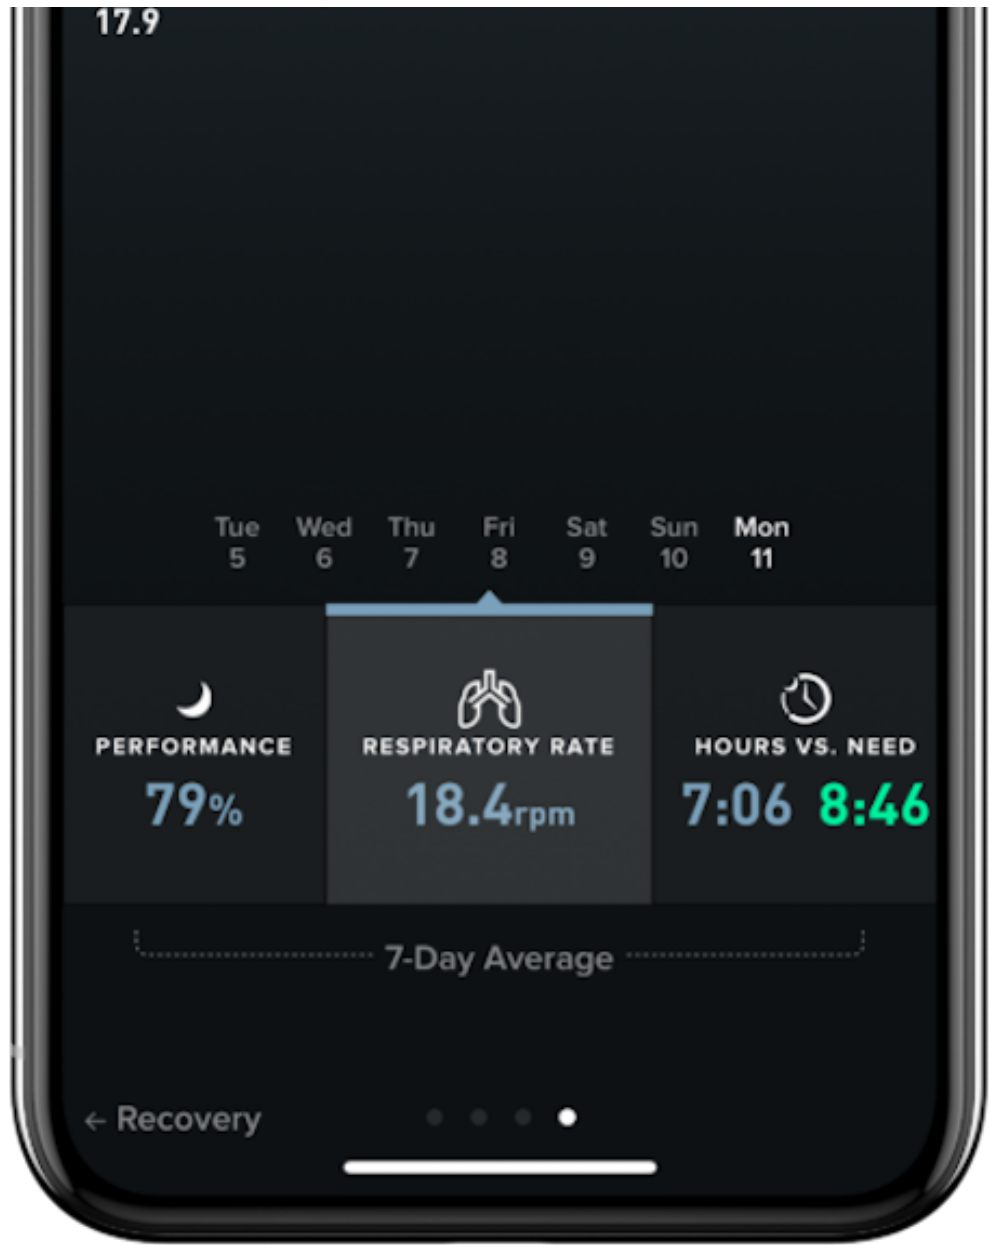 17.9
Tue Wed Thu Fri Sat Sun Mon
5 6 7 8 9 10 11
PERFORMANCE RESPIRATORY RATE HOURS VS. NEED
79% 18.4rpm 7:06 8:46
7-Day Average
← Recovery